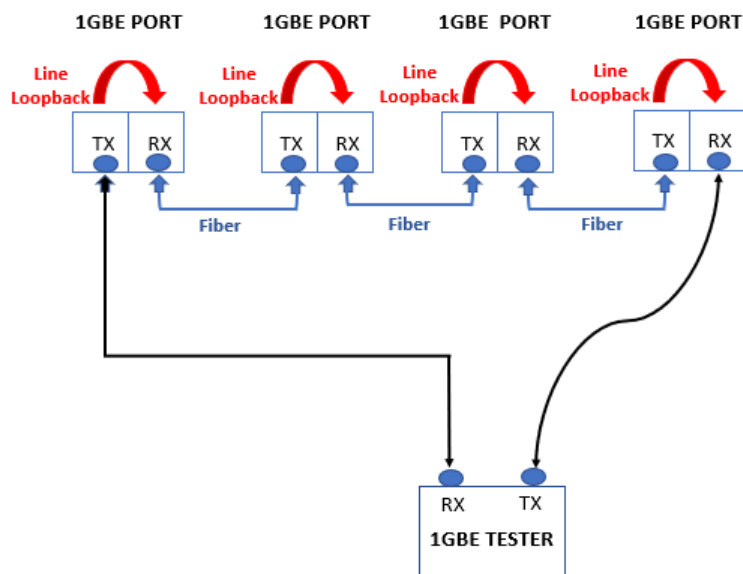 1GBE PORT 1GBE PORT 1GBE PORT 1GBE PORT
Line Loopback
Line Loopback
Line Loopback
Line Loopback
TX RX TX RX TX RX TX RX
Fiber Fiber Fiber
RX TX
1GBE TESTER